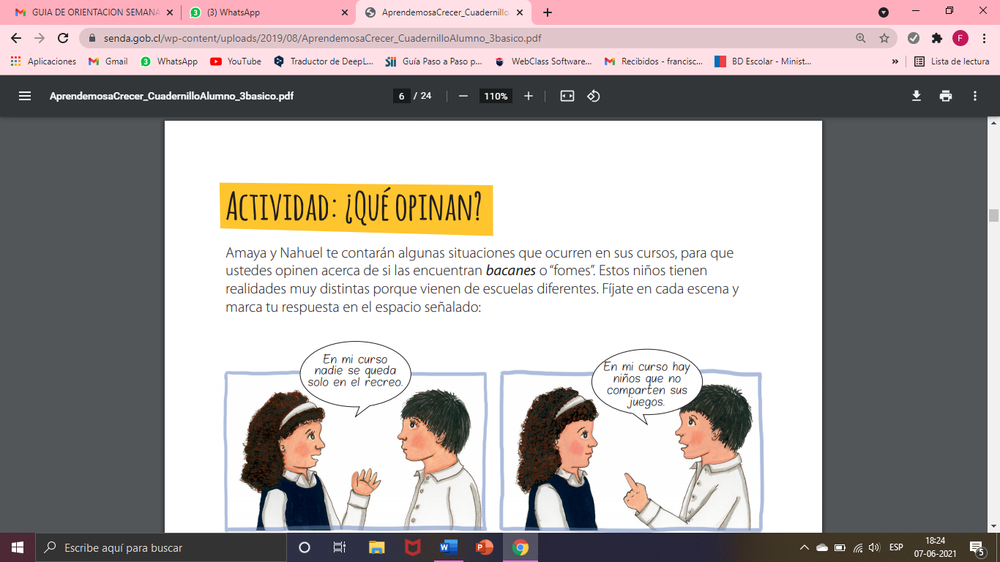 GUIA DE ORIENTACION SEMANA
(3) WhatsApp
AprendemosaCrecer_Cuadernillo
senda.gob.cl/wp-content/uploads/2019/08/AprendemosaCrecer_CuadernilloAlumno_3basico.pdf
F
Aplicaciones
Gmail
WhatsApp
YouTube
Traductor de DeepL...
Guía Paso a Paso p...
WebClass Software...
Recibidos - francisc...
BD Escolar - Minist...
»
Lista de lectura
AprendemosaCrecer_CuadernilloAlumno_3basico.pdf
6 / 24
110%
Actividad: ¿Qué opinan?
Amaya y Nahuel te contarán algunas situaciones que ocurren en sus cursos, para que
ustedes opinen acerca de si las encuentran bacanes o “fomes”. Estos niños tienen
realidades muy distintas porque vienen de escuelas diferentes. Fíjate en cada escena y
marca tu respuesta en el espacio señalado:
En mi curso
nadie se queda
solo en el recreo.
En mi curso hay
niños que no
comparten sus
juegos.
Escribe aquí para buscar
ESP
18:24
07-06-2021
5